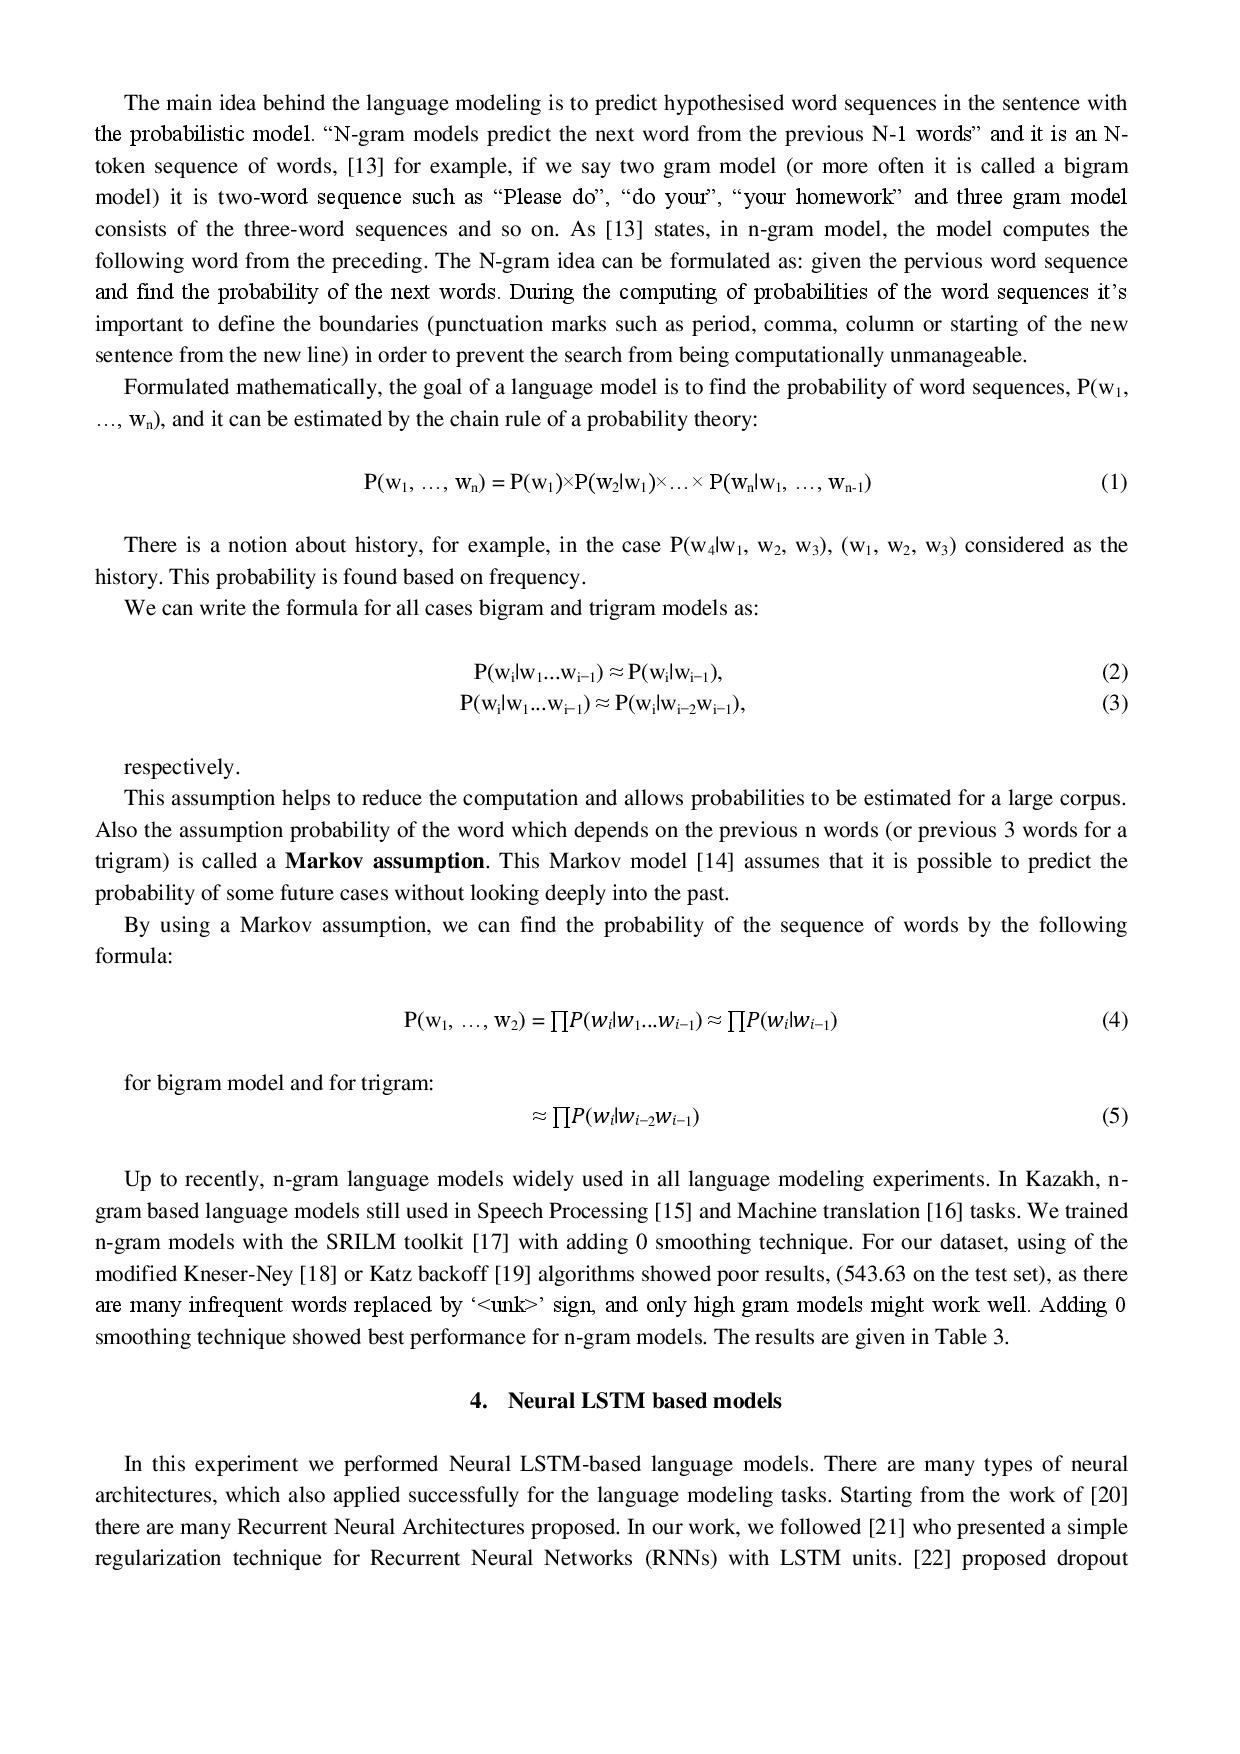 The main idea behind the language modeling is to predict hypothesised word sequences in the sentence with
the probabilistic model. “N-gram models predict the next word from the previous N-1 words” and it is an N-
token sequence of words, [13] for example, if we say two gram model (or more often it is called a bigram
model) it is two-word sequence such as “Please do”, “do your”, “your homework” and three gram model
consists of the three-word sequences and so on. As [13] states, in n-gram model, the model computes the
following word from the preceding. The N-gram idea can be formulated as: given the pervious word sequence
and find the probability of the next words. During the computing of probabilities of the word sequences it’s
important to define the boundaries (punctuation marks such as period, comma, column or starting of the new
sentence from the new line) in order to prevent the search from being computationally unmanageable.
Formulated mathematically, the goal of a language model is to find the probability of word sequences, P(w₁,
…, wₙ), and it can be estimated by the chain rule of a probability theory:
P(w₁, …, wₙ) = P(w₁)×P(w₂|w₁)×…× P(wₙ|w₁, …, wₙ₋₁) (1)
There is a notion about history, for example, in the case P(w₄|w₁, w₂, w₃), (w₁, w₂, w₃) considered as the
history. This probability is found based on frequency.
We can write the formula for all cases bigram and trigram models as:
P(wᵢ|w₁...wᵢ₋₁) ≈ P(wᵢ|wᵢ₋₁), (2)
P(wᵢ|w₁...wᵢ₋₁) ≈ P(wᵢ|wᵢ₋₂wᵢ₋₁), (3)
respectively.
This assumption helps to reduce the computation and allows probabilities to be estimated for a large corpus.
Also the assumption probability of the word which depends on the previous n words (or previous 3 words for a
trigram) is called a Markov assumption. This Markov model [14] assumes that it is possible to predict the
probability of some future cases without looking deeply into the past.
By using a Markov assumption, we can find the probability of the sequence of words by the following
formula:
P(w₁, …, w₂) = ∏P(wᵢ|w₁...wᵢ₋₁) ≈ ∏P(wᵢ|wᵢ₋₁) (4)
for bigram model and for trigram:
≈ ∏P(wᵢ|wᵢ₋₂wᵢ₋₁) (5)
Up to recently, n-gram language models widely used in all language modeling experiments. In Kazakh, n-
gram based language models still used in Speech Processing [15] and Machine translation [16] tasks. We trained
n-gram models with the SRILM toolkit [17] with adding 0 smoothing technique. For our dataset, using of the
modified Kneser-Ney [18] or Katz backoff [19] algorithms showed poor results, (543.63 on the test set), as there
are many infrequent words replaced by ‘<unk>’ sign, and only high gram models might work well. Adding 0
smoothing technique showed best performance for n-gram models. The results are given in Table 3.
4. Neural LSTM based models
In this experiment we performed Neural LSTM-based language models. There are many types of neural
architectures, which also applied successfully for the language modeling tasks. Starting from the work of [20]
there are many Recurrent Neural Architectures proposed. In our work, we followed [21] who presented a simple
regularization technique for Recurrent Neural Networks (RNNs) with LSTM units. [22] proposed dropout